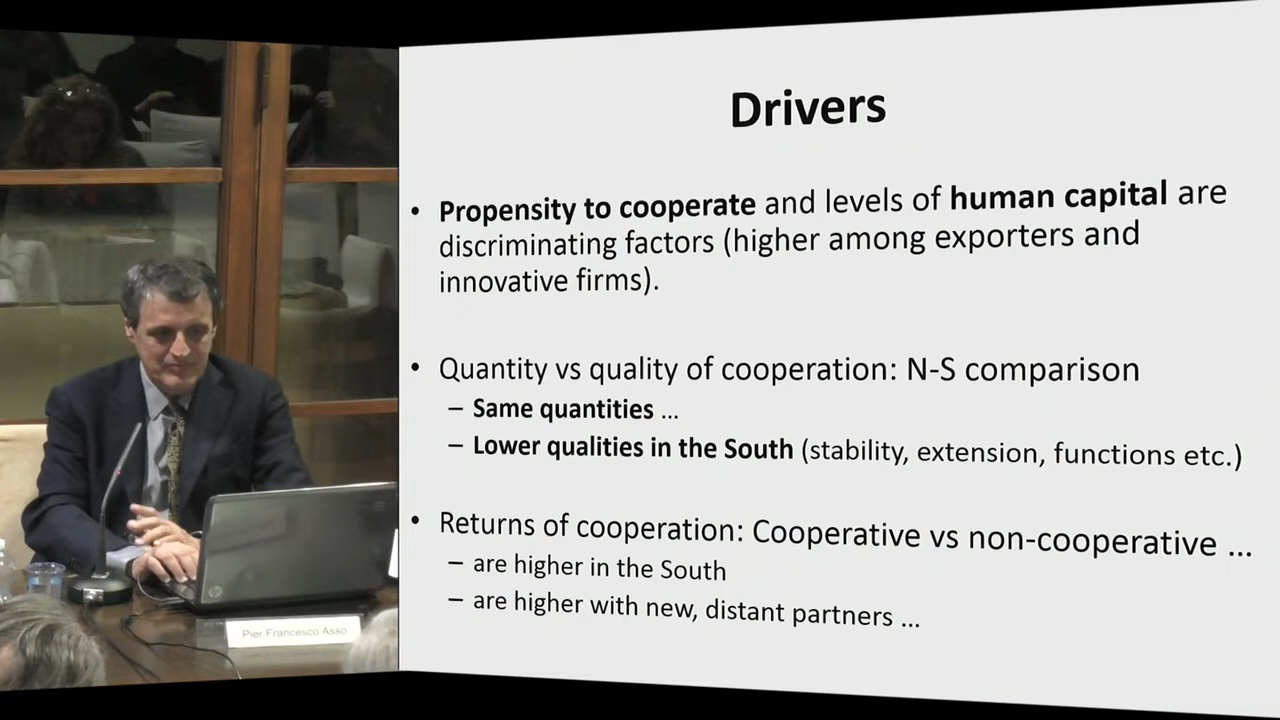 Drivers
• Propensity to cooperate and levels of human capital are
discriminating factors (higher among exporters and
innovative firms).
• Quantity vs quality of cooperation: N-S comparison
– Same quantities ...
– Lower qualities in the South (stability, extension, functions etc.)
• Returns of cooperation: Cooperative vs non-cooperative ...
– are higher in the South
– are higher with new, distant partners ...
hp
Pier Francesco Asso